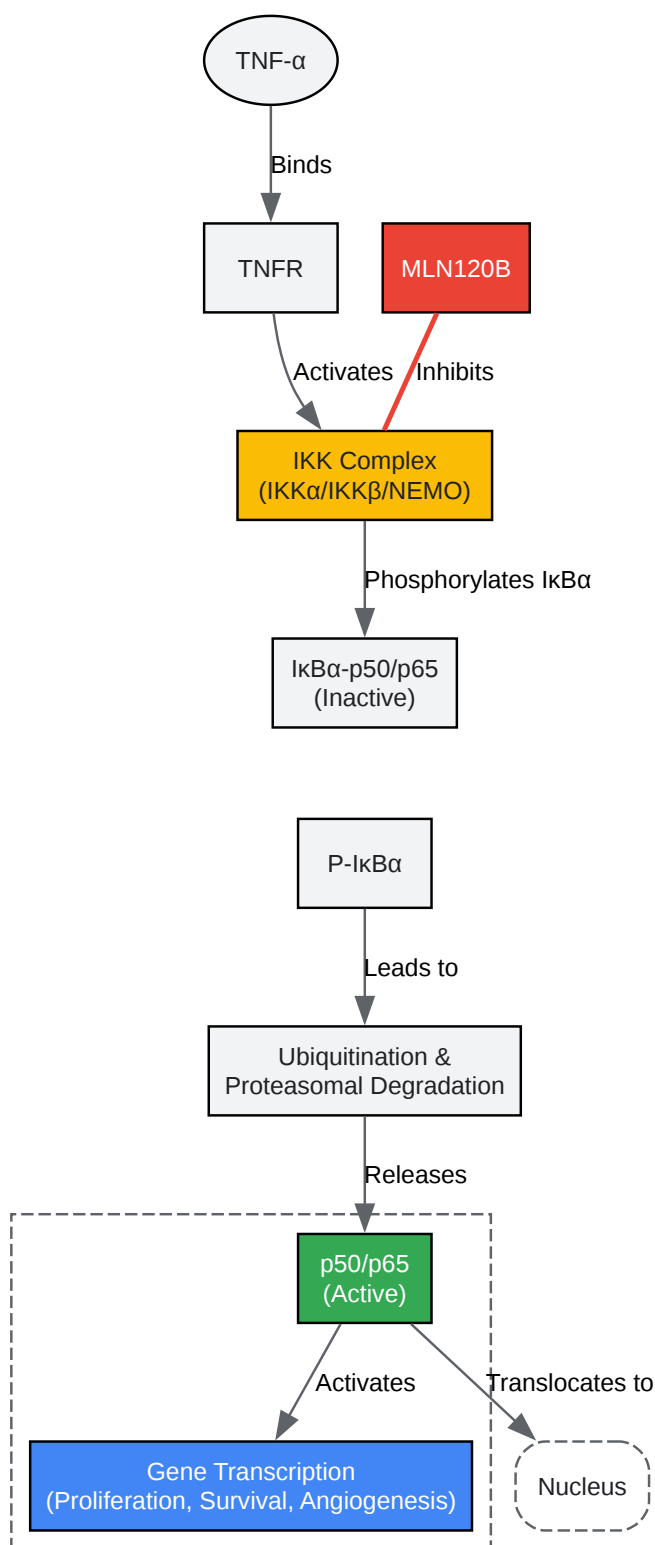 TNF-α
Binds
TNFR
MLN120B
Activates
Inhibits
IKK Complex
(IKKα/IKKβ/NEMO)
Phosphorylates IκBα
IκBα-p50/p65
(Inactive)
P-IκBα
Leads to
Ubiquitination &
Proteasomal Degradation
Releases
p50/p65
(Active)
Activates
Translocates to
Gene Transcription
(Proliferation, Survival, Angiogenesis)
Nucleus